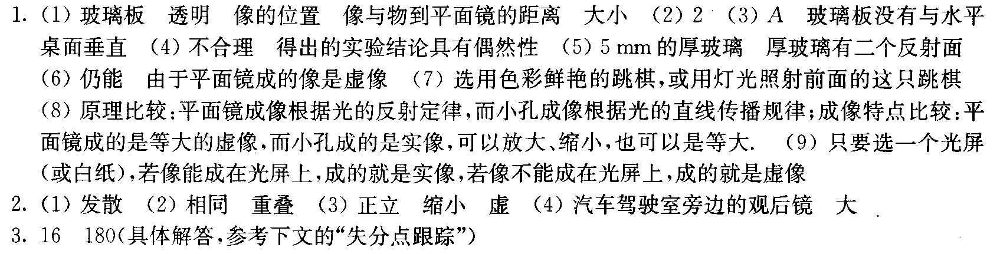 1. (1) 玻璃板　透明　像的位置　像与物到平面镜的距离　大小　(2) 2　(3) A　玻璃板没有与水平
桌面垂直　(4) 不合理　得出的实验结论具有偶然性　(5) 5 mm 的厚玻璃　厚玻璃有二个反射面
(6) 仍能　由于平面镜成的像是虚像　(7) 选用色彩鲜艳的跳棋,或用灯光照射前面的这只跳棋
(8) 原理比较:平面镜成像根据光的反射定律,而小孔成像根据光的直线传播规律;成像特点比较:平
面镜成的是等大的虚像,而小孔成的是实像,可以放大、缩小,也可以是等大.　(9) 只要选一个光屏
(或白纸),若像能成在光屏上,成的就是实像,若像不能成在光屏上,成的就是虚像
2. (1) 发散　(2) 相同　重叠　(3) 正立　缩小　虚　(4) 汽车驾驶室旁边的观后镜　大
3. 16　180(具体解答,参考下文的“失分点跟踪”)